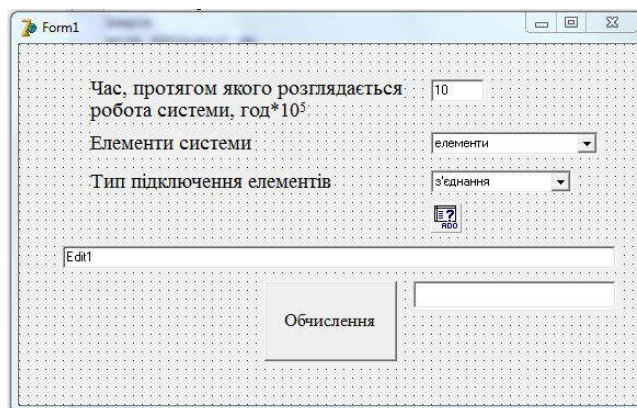 Form1
Час, протягом якого розглядається
робота системи, год*10⁵
10
Елементи системи
елементи
Тип підключення елементів
з'єднання
?
ADO
Edit1
Обчислення